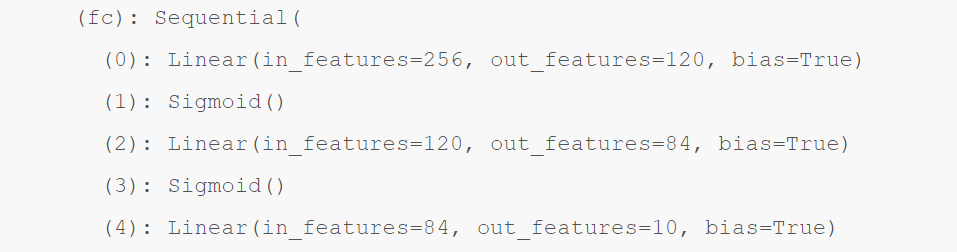 (fc): Sequential(
(0): Linear(in_features=256, out_features=120, bias=True)
(1): Sigmoid()
(2): Linear(in_features=120, out_features=84, bias=True)
(3): Sigmoid()
(4): Linear(in_features=84, out_features=10, bias=True)